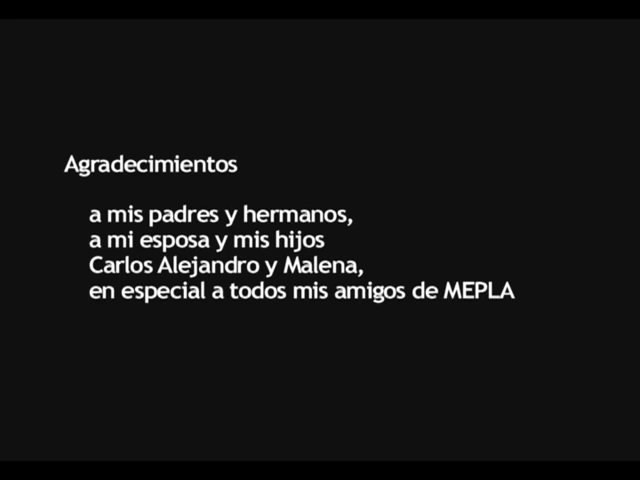 Agradecimientos
a mis padres y hermanos,
a mi esposa y mis hijos
Carlos Alejandro y Malena,
en especial a todos mis amigos de MEPLA